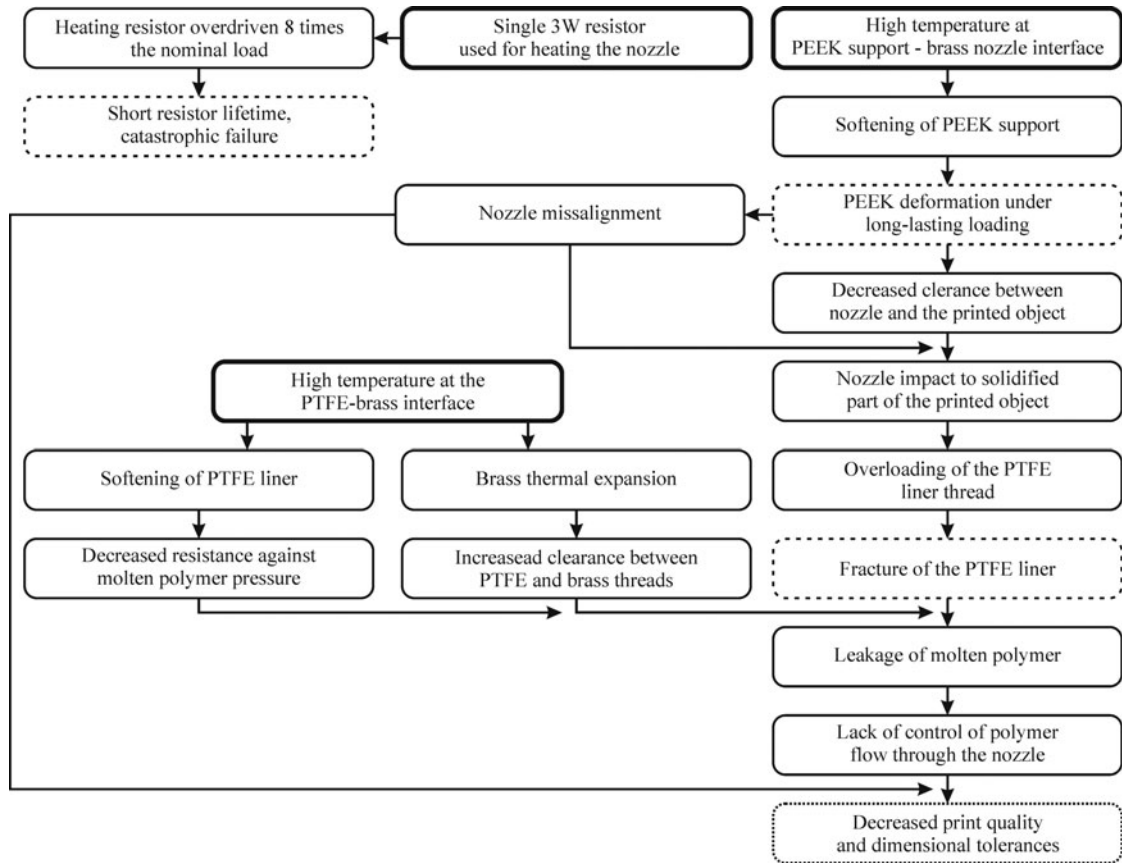 Heating resistor overdriven 8 times
the nominal load
Single 3W resistor
used for heating the nozzle
High temperature at
PEEK support - brass nozzle interface
Short resistor lifetime,
catastrophic failure
Softening of PEEK support
Nozzle missalignment
PEEK deformation under
long-lasting loading
Decreased clerance between
nozzle and the printed object
High temperature at the
PTFE-brass interface
Nozzle impact to solidified
part of the printed object
Softening of PTFE liner
Brass thermal expansion
Overloading of the PTFE
liner thread
Decreased resistance against
molten polymer pressure
Increasead clearance between
PTFE and brass threads
Fracture of the PTFE liner
Leakage of molten polymer
Lack of control of polymer
flow through the nozzle
Decreased print quality
and dimensional tolerances